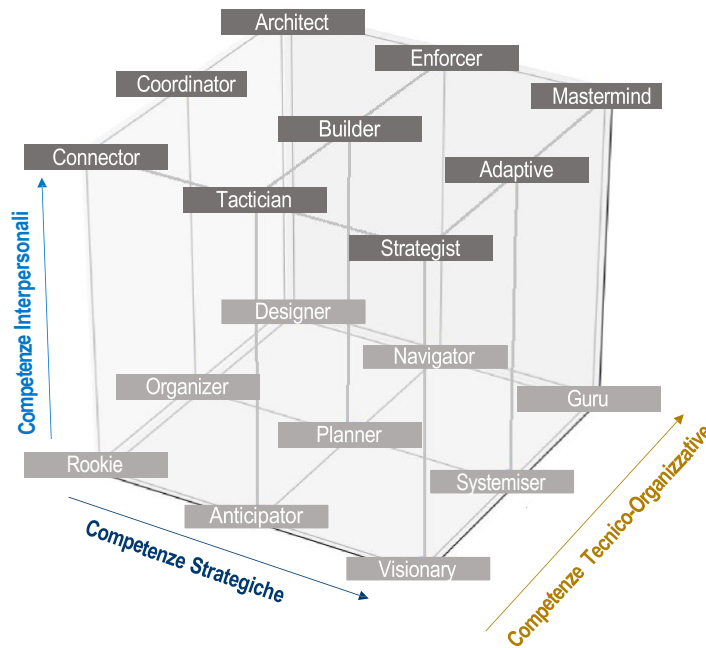 Architect
Enforcer
Coordinator
Mastermind
Builder
Connector
Adaptive
Tactician
Strategist
Competenze Interpersonali
Designer
Navigator
Organizer
Guru
Planner
Rookie
Systemiser
Anticipator
Visionary
Competenze Strategiche
Competenze Tecnico-Organizzative